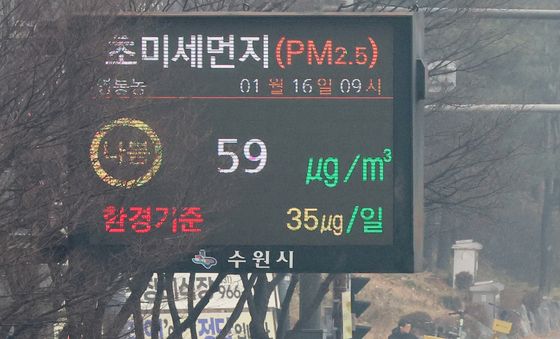 초미세먼지(PM2.5)
01 월 16 일 09 시
나쁨 59 µg/m³
환경기준 35µg/일
수원시
966